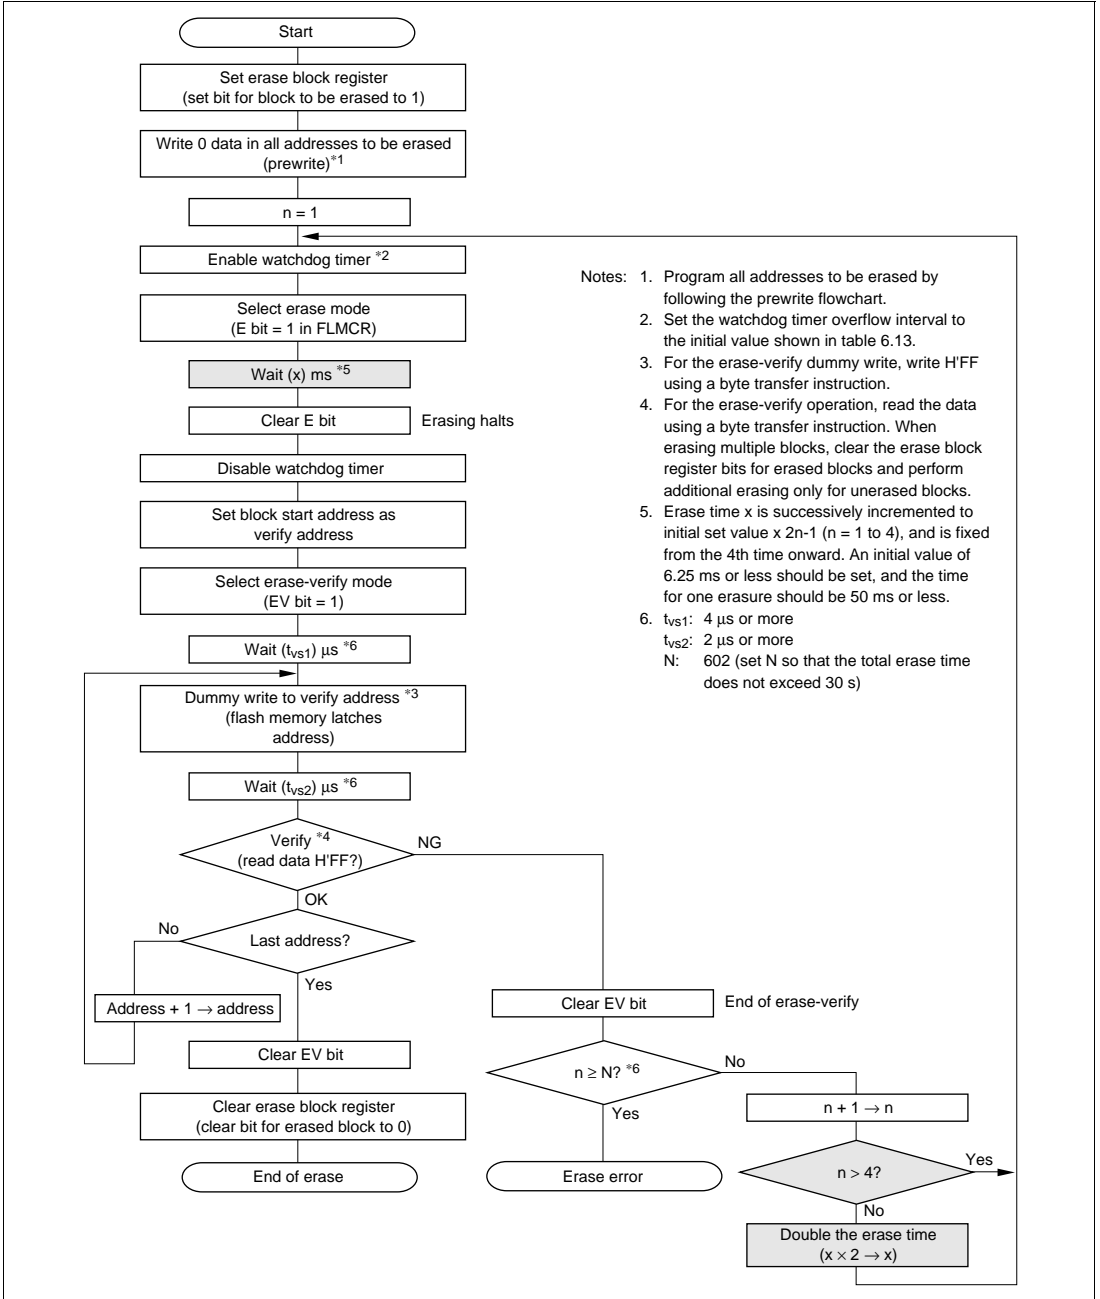 Start
Set erase block register
(set bit for block to be erased to 1)
Write 0 data in all addresses to be erased
(prewrite)*1
n = 1
Enable watchdog timer *2
Select erase mode
(E bit = 1 in FLMCR)
Wait (x) ms *5
Clear E bit
Erasing halts
Disable watchdog timer
Set block start address as
verify address
Select erase-verify mode
(EV bit = 1)
Wait (tvs1) μs *6
Dummy write to verify address *3
(flash memory latches
address)
Wait (tvs2) μs *6
Verify *4
(read data H'FF?)
NG
OK
Last address?
No
Yes
Address + 1 → address
Clear EV bit
Clear erase block register
(clear bit for erased block to 0)
End of erase
Clear EV bit
End of erase-verify
n ≥ N? *6
No
Yes
Erase error
n + 1 → n
n > 4?
Yes
No
Double the erase time
(x × 2 → x)
Notes: 1. Program all addresses to be erased by
following the prewrite flowchart.
2. Set the watchdog timer overflow interval to
the initial value shown in table 6.13.
3. For the erase-verify dummy write, write H'FF
using a byte transfer instruction.
4. For the erase-verify operation, read the data
using a byte transfer instruction. When
erasing multiple blocks, clear the erase block
register bits for erased blocks and perform
additional erasing only for unerased blocks.
5. Erase time x is successively incremented to
initial set value x 2n-1 (n = 1 to 4), and is fixed
from the 4th time onward. An initial value of
6.25 ms or less should be set, and the time
for one erasure should be 50 ms or less.
6. tvs1: 4 μs or more
tvs2: 2 μs or more
N: 602 (set N so that the total erase time
does not exceed 30 s)